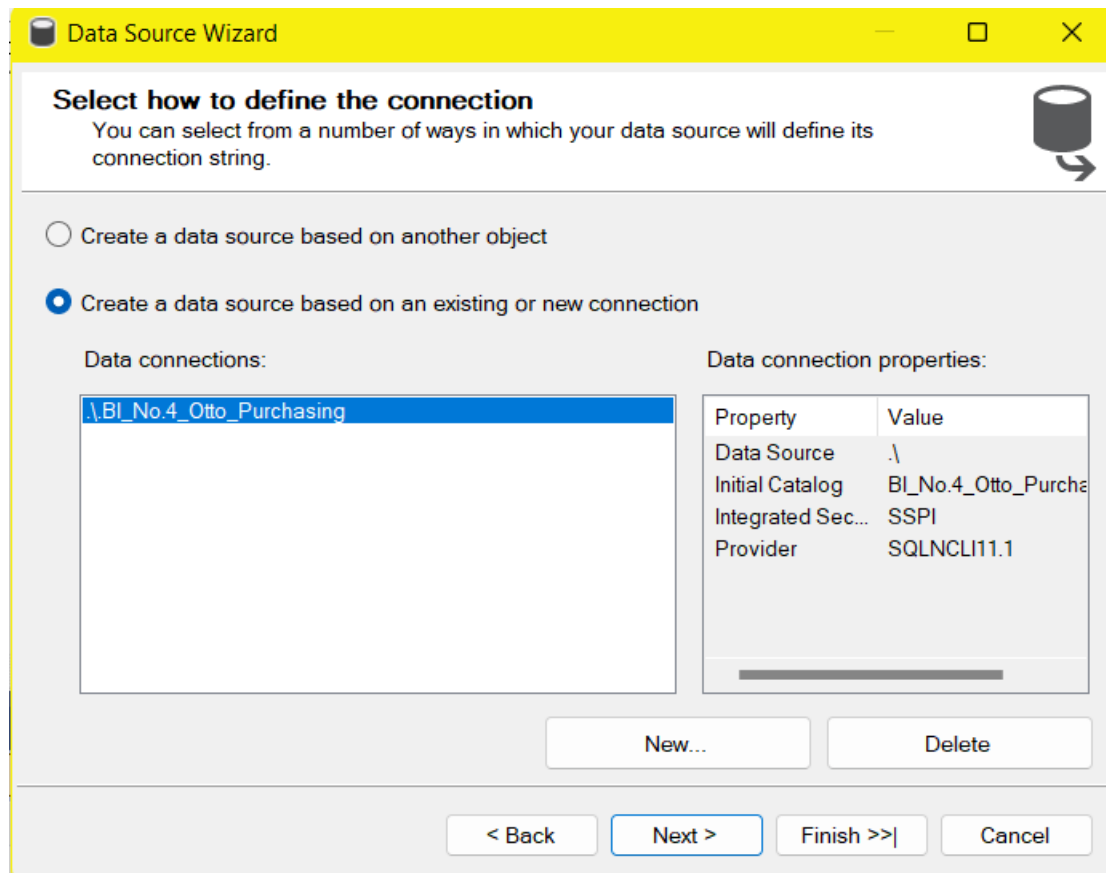 Data Source Wizard
Select how to define the connection
You can select from a number of ways in which your data source will define its
connection string.
Create a data source based on another object
Create a data source based on an existing or new connection
Data connections:
.\.BI_No.4_Otto_Purchasing
Data connection properties:
Property Value
Data Source .\
Initial Catalog BI_No.4_Otto_Purcha
Integrated Sec... SSPI
Provider SQLNCLI11.1
New... Delete
< Back Next > Finish >>| Cancel